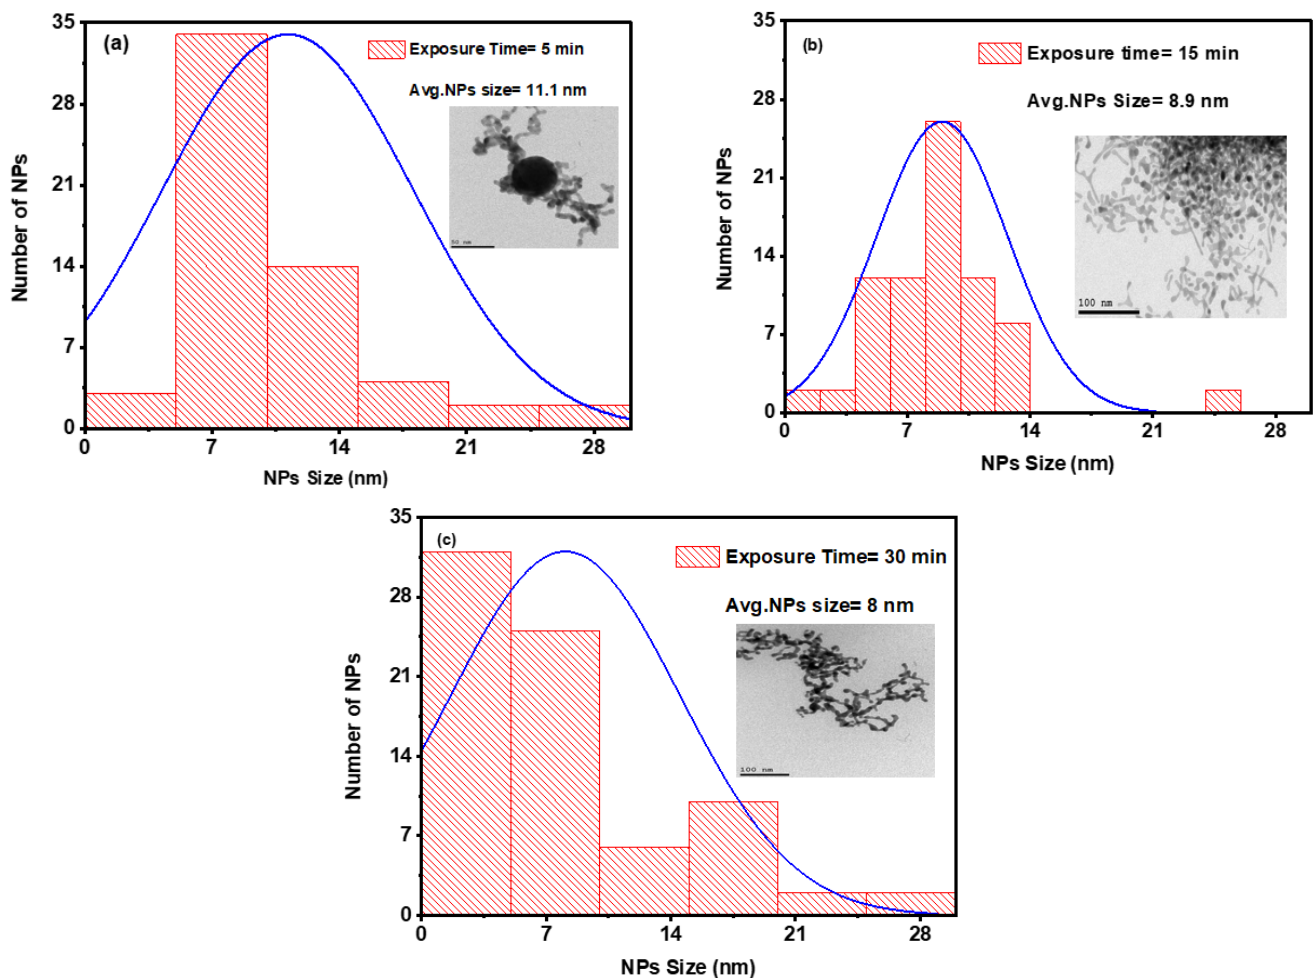 (a)
Exposure Time= 5 min
Avg.NPs size= 11.1 nm
50 nm
35
28
21
14
7
0
Number of NPs
0 7 14 21 28
NPs Size (nm)
(b)
Exposure time= 15 min
Avg.NPs Size= 8.9 nm
100 nm
35
28
21
14
7
0
Number of NPs
0 7 14 21 28
NPs Size (nm)
(c)
Exposure Time= 30 min
Avg.NPs size= 8 nm
100 nm
35
28
21
14
7
0
Number of NPs
0 7 14 21 28
NPs Size (nm)